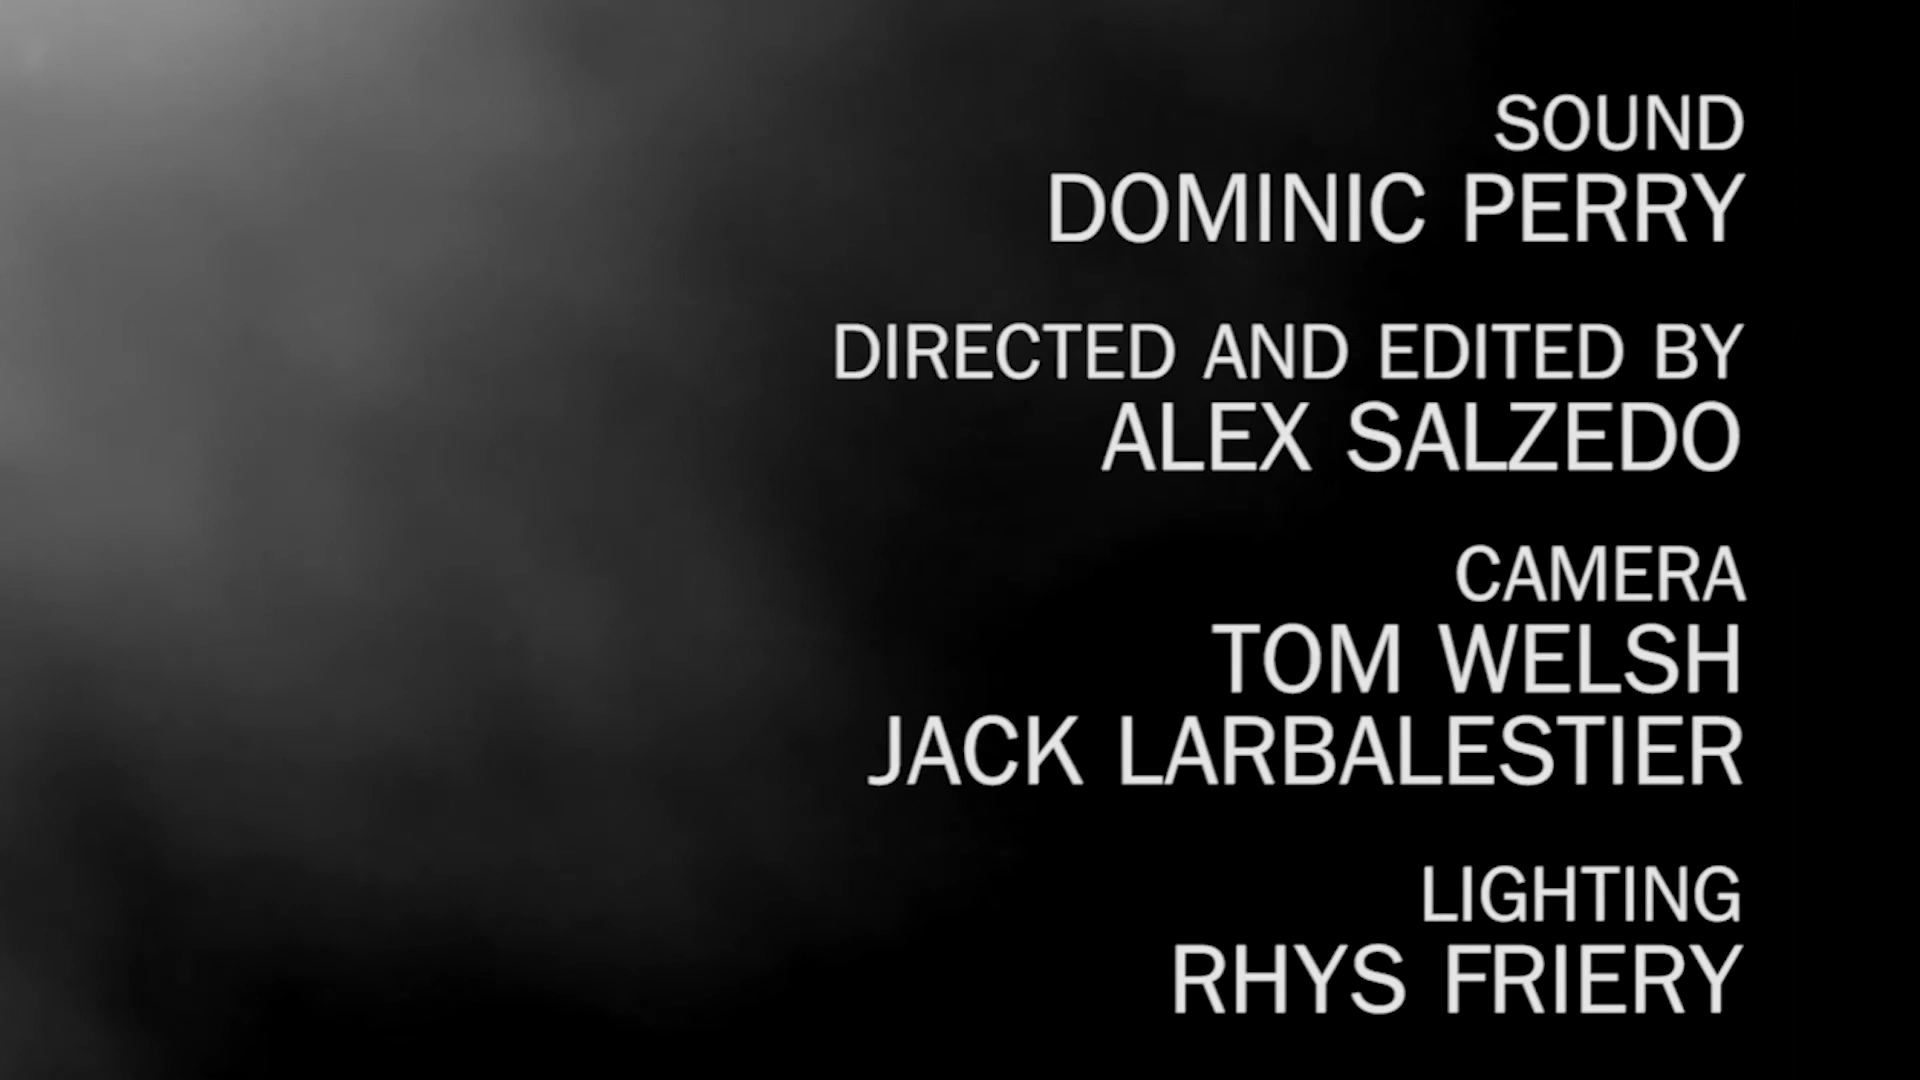 SOUND
DOMINIC PERRY
DIRECTED AND EDITED BY
ALEX SALZEDO
CAMERA
TOM WELSH
JACK LARBALESTIER
LIGHTING
RHYS FRIERY